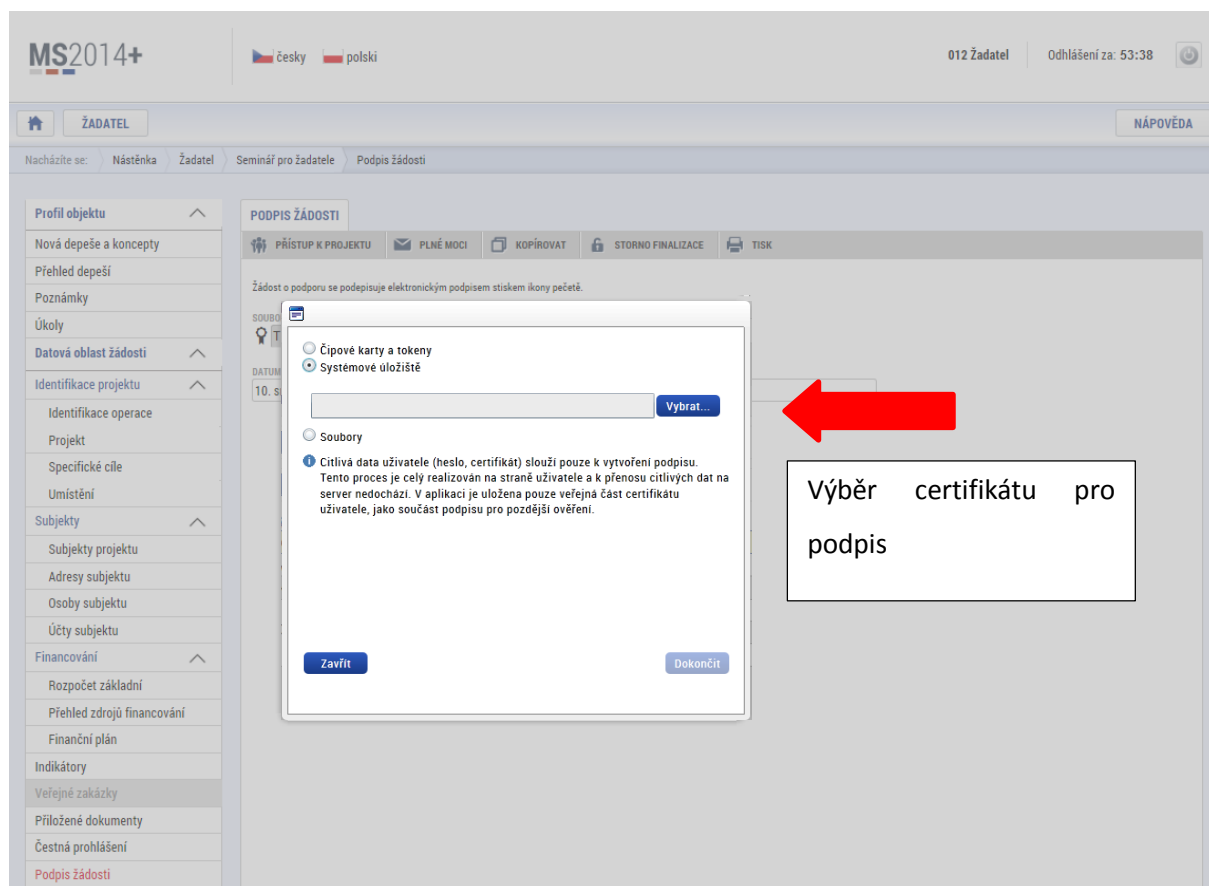 MS2014+
česky polski
012 Žadatel Odhlášení za: 53:38
ŽADATEL
NÁPOVĚDA
Nacházíte se: Nástěnka Žadatel Seminář pro žadatele Podpis žádosti
Profil objektu
Nová depeše a koncepty
Přehled depeší
Poznámky
Úkoly
Datová oblast žádosti
Identifikace projektu
Identifikace operace
Projekt
Specifické cíle
Umístění
Subjekty
Subjekty projektu
Adresy subjektu
Osoby subjektu
Účty subjektu
Financování
Rozpočet základní
Přehled zdrojů financování
Finanční plán
Indikátory
Veřejné zakázky
Přiložené dokumenty
Čestná prohlášení
Podpis žádosti
PODPIS ŽÁDOSTI
PŘÍSTUP K PROJEKTU PLNÉ MOCI KOPÍROVAT STORNO FINALIZACE TISK
Žádost o podporu se podepisuje elektronickým podpisem stiskem ikony pečetě.
SOUBO
T
DATUM
10. s
Čipové karty a tokeny
Systémové úložiště
Vybrat...
Soubory
Citlivá data uživatele (heslo, certifikát) slouží pouze k vytvoření podpisu.
Tento proces je celý realizován na straně uživatele a k přenosu citlivých dat na
server nedochází. V aplikaci je uložena pouze veřejná část certifikátu
uživatele, jako součást podpisu pro pozdější ověření.
Zavřít
Dokončit
Výběr certifikátu pro
podpis